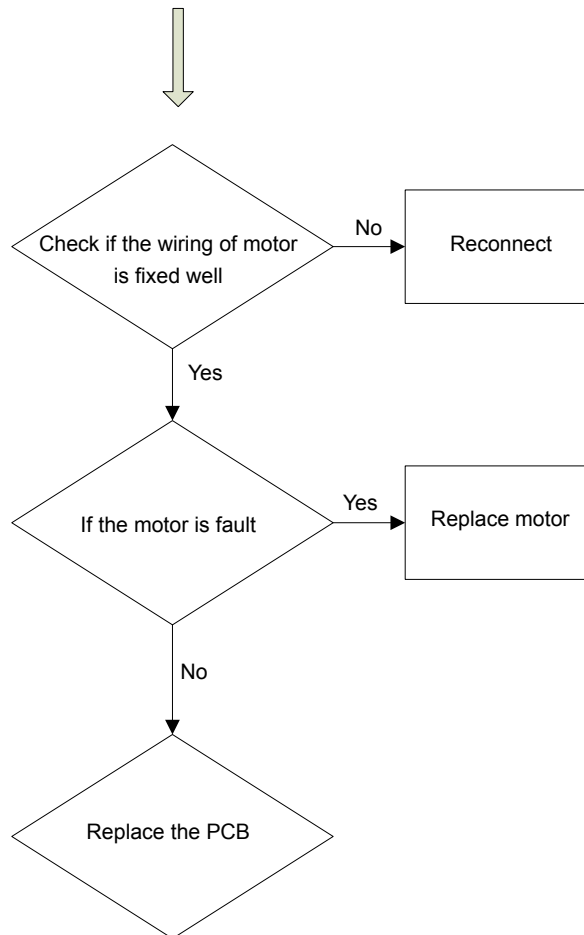 Check if the wiring of motor
is fixed well
No
Reconnect
Yes
If the motor is fault
Yes
Replace motor
No
Replace the PCB